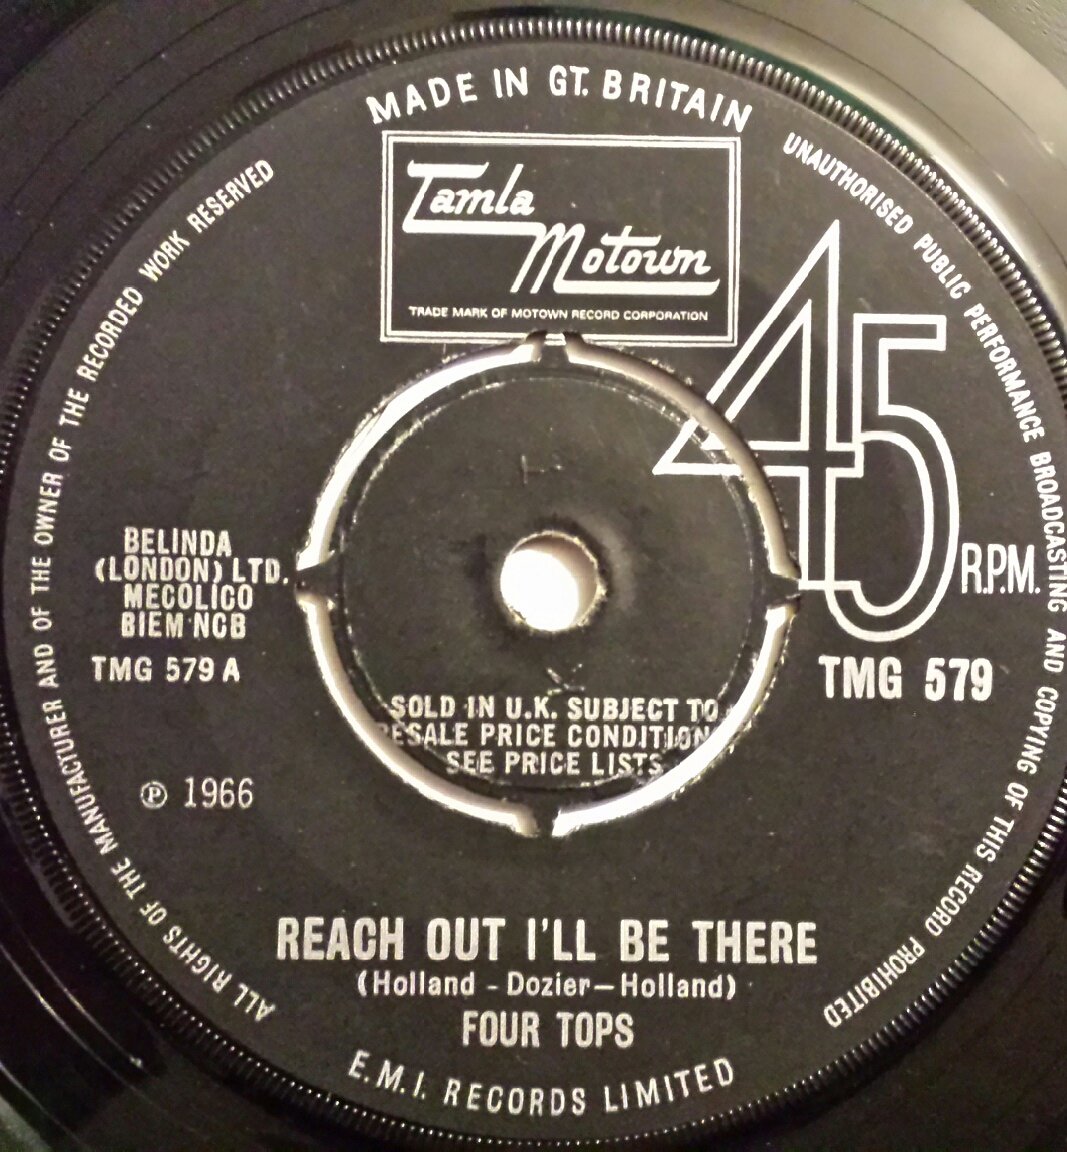 MADE IN GT. BRITAIN
Tamla
Motown
TRADE MARK OF MOTOWN RECORD CORPORATION
UNAUTHORISED PUBLIC PERFORMANCE BROADCASTING AND COPYING OF THIS RECORD PROHIBITED
ALL RIGHTS OF THE MANUFACTURER AND OF THE OWNER OF THE RECORDED WORK RESERVED
45
R.P.M.
BELINDA
(LONDON) LTD.
MECOLICO
BIEM NCB
TMG 579 A
TMG 579
SOLD IN U.K. SUBJECT TO
RESALE PRICE CONDITION
SEE PRICE LISTS
℗ 1966
REACH OUT I'LL BE THERE
(Holland - Dozier—Holland)
FOUR TOPS
E.M.I. RECORDS LIMITED